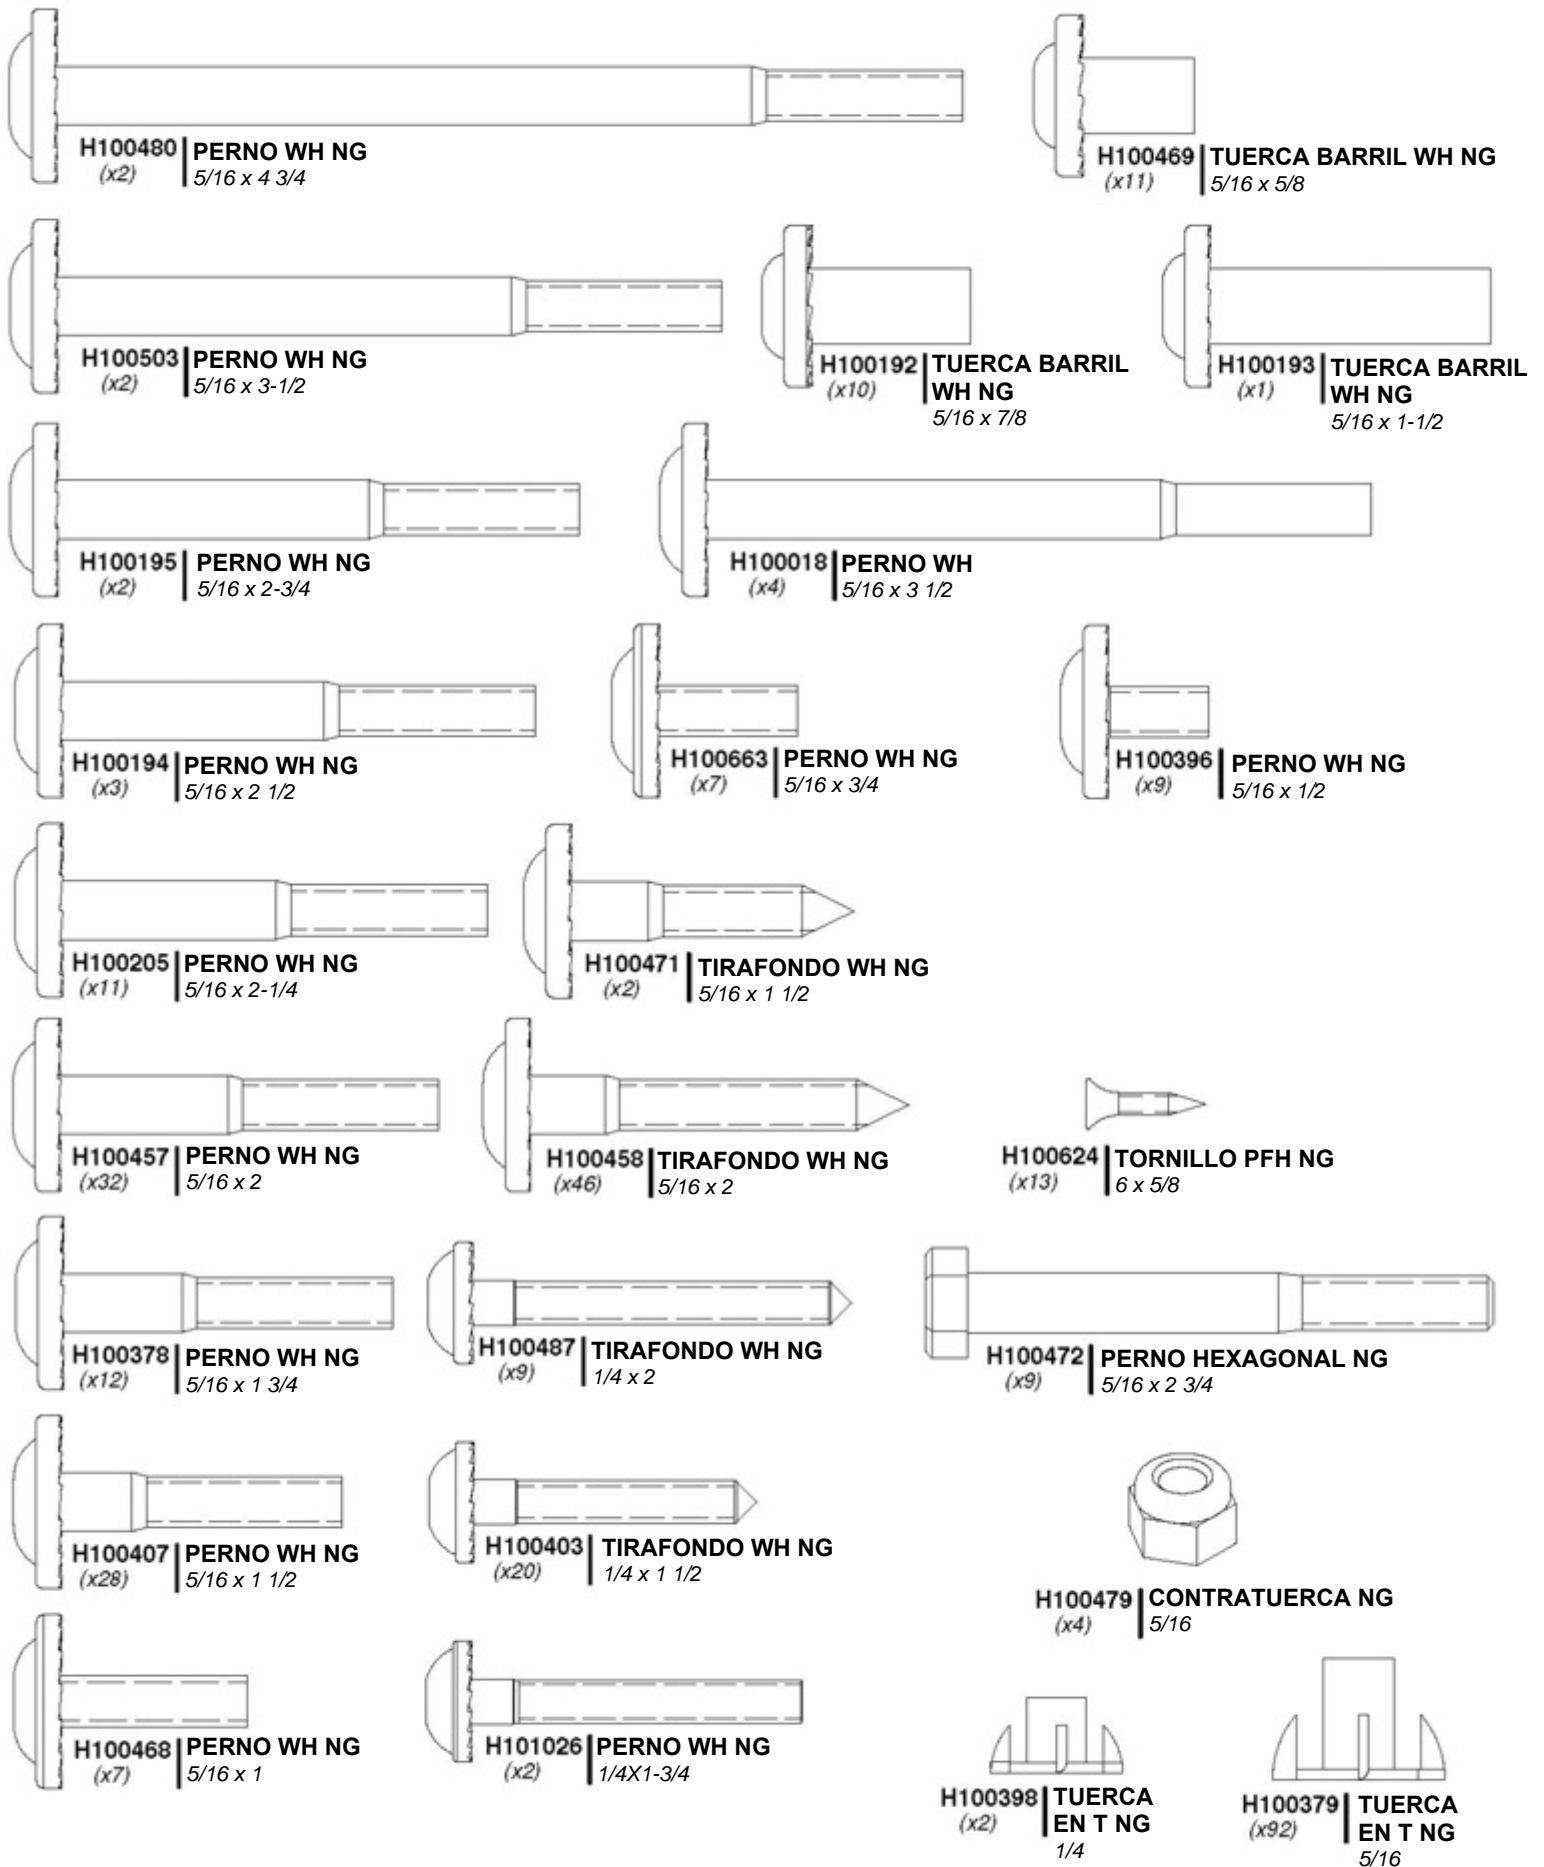 H100480 PERNO WH NG
(x2) 5/16 x 4 3/4
H100469 TUERCA BARRIL WH NG
(x11) 5/16 x 5/8
H100503 PERNO WH NG
(x2) 5/16 x 3-1/2
H100192 TUERCA BARRIL
(x10) WH NG
5/16 x 7/8
H100193 TUERCA BARRIL
(x1) WH NG
5/16 x 1-1/2
H100195 PERNO WH NG
(x2) 5/16 x 2-3/4
H100018 PERNO WH
(x4) 5/16 x 3 1/2
H100194 PERNO WH NG
(x3) 5/16 x 2 1/2
H100663 PERNO WH NG
(x7) 5/16 x 3/4
H100396 PERNO WH NG
(x9) 5/16 x 1/2
H100205 PERNO WH NG
(x11) 5/16 x 2-1/4
H100471 TIRAFONDO WH NG
(x2) 5/16 x 1 1/2
H100457 PERNO WH NG
(x32) 5/16 x 2
H100458 TIRAFONDO WH NG
(x46) 5/16 x 2
H100624 TORNILLO PFH NG
(x13) 6 x 5/8
H100378 PERNO WH NG
(x12) 5/16 x 1 3/4
H100487 TIRAFONDO WH NG
(x9) 1/4 x 2
H100472 PERNO HEXAGONAL NG
(x9) 5/16 x 2 3/4
H100407 PERNO WH NG
(x28) 5/16 x 1 1/2
H100403 TIRAFONDO WH NG
(x20) 1/4 x 1 1/2
H100479 CONTRATUERCA NG
(x4) 5/16
H100468 PERNO WH NG
(x7) 5/16 x 1
H101026 PERNO WH NG
(x2) 1/4X1-3/4
H100398 TUERCA
(x2) EN T NG
1/4
H100379 TUERCA
(x92) EN T NG
5/16